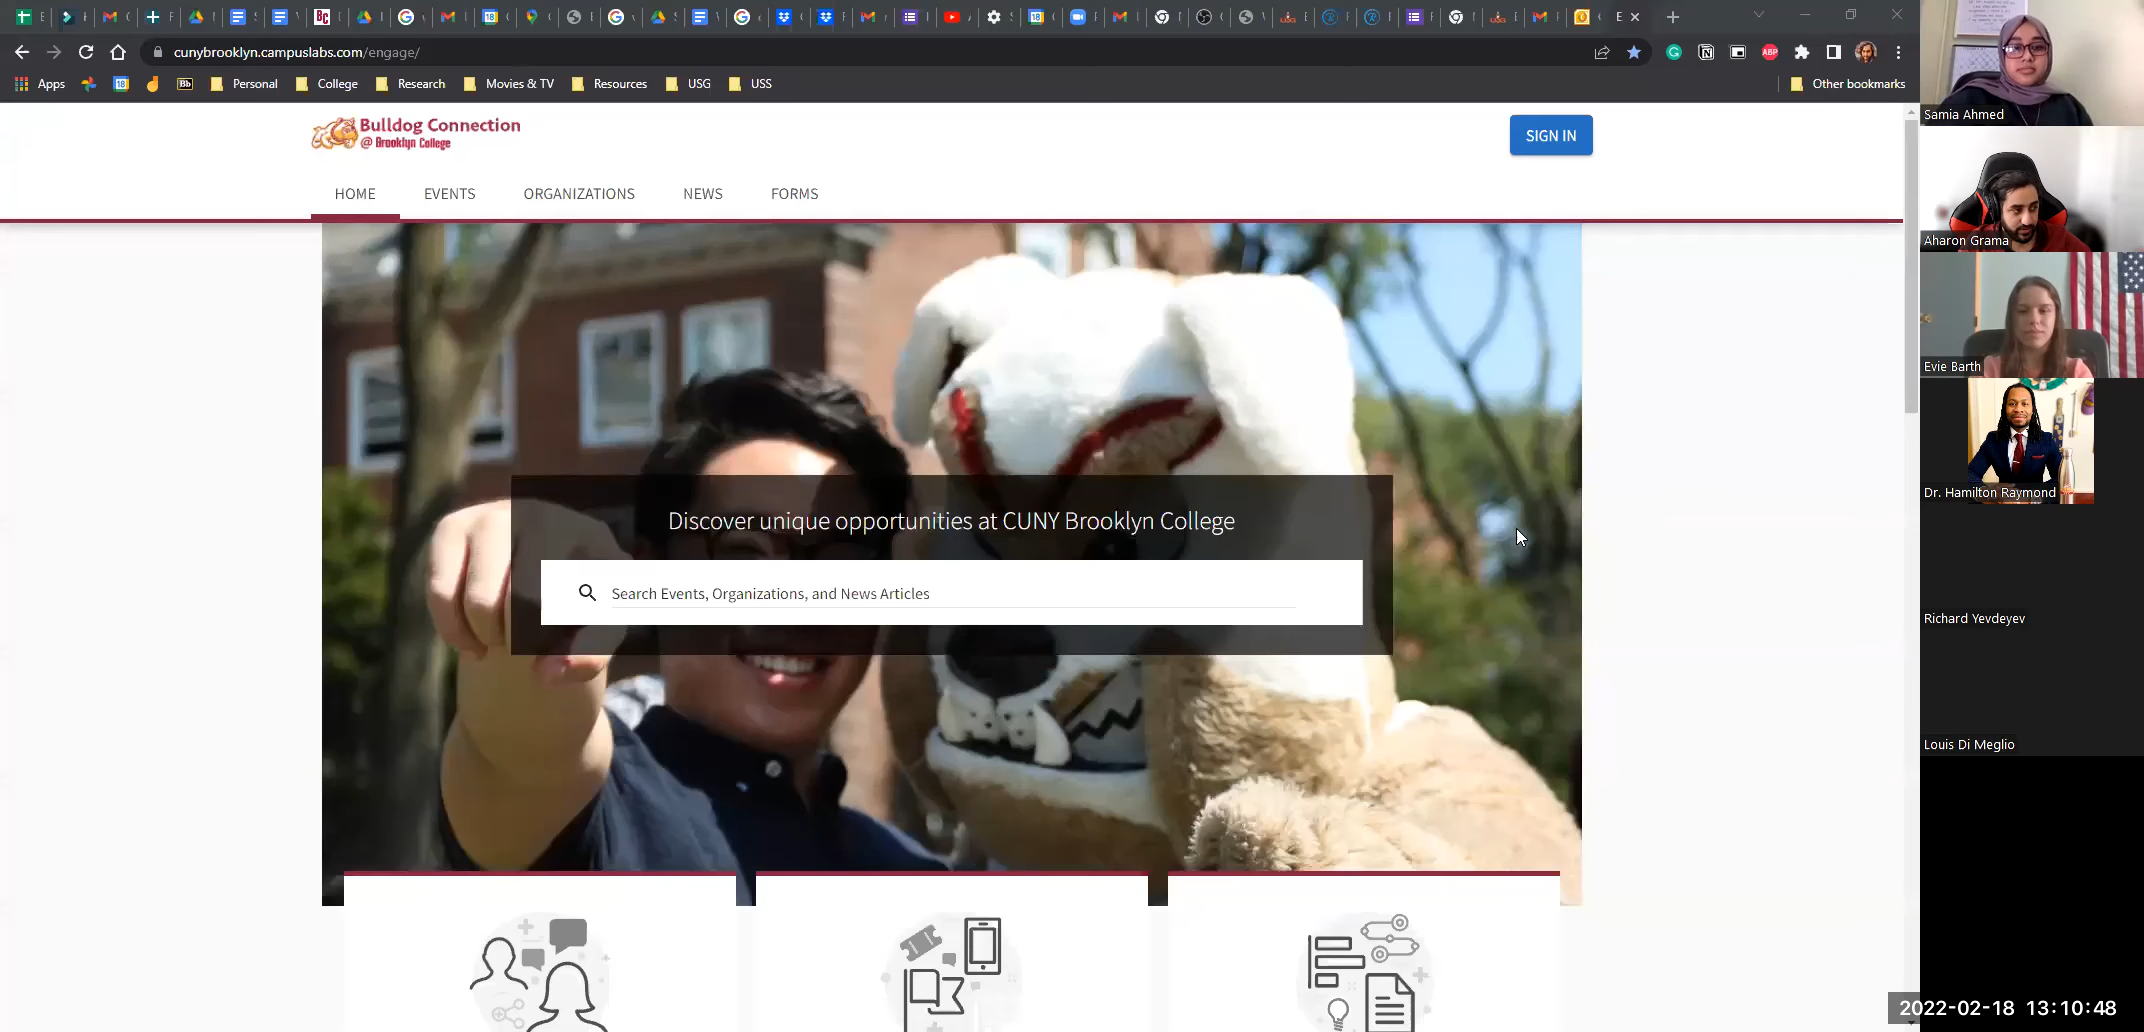 cunybrooklyn.campuslabs.com/engage/
ABP
Apps
18
Bb
Personal
College
Research
Movies & TV
Resources
USG
USS
Other bookmarks
Bulldog Connection
@ Brooklyn College
SIGN IN
HOME
EVENTS
ORGANIZATIONS
NEWS
FORMS
Discover unique opportunities at CUNY Brooklyn College
Search Events, Organizations, and News Articles
Samia Ahmed
Aharon Grama
Evie Barth
Dr. Hamilton Raymond
Richard Yevdeyev
Louis Di Meglio
2022-02-18 13:10:48